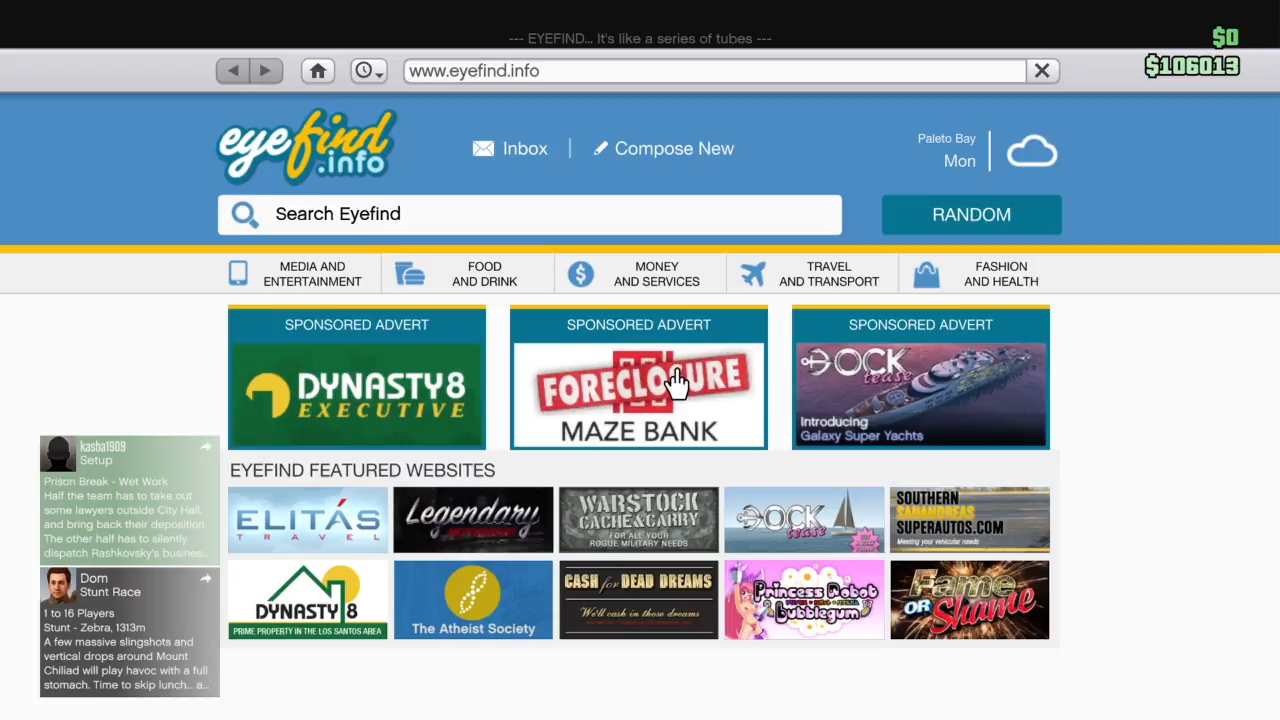 --- EYEFIND... It's like a series of tubes ---
$0
$106013
www.eyefind.info
eyefind
.info
Inbox
Compose New
Paleto Bay
Mon
Search Eyefind
RANDOM
MEDIA AND
ENTERTAINMENT
FOOD
AND DRINK
MONEY
AND SERVICES
TRAVEL
AND TRANSPORT
FASHION
AND HEALTH
SPONSORED ADVERT
DYNASTY 8
EXECUTIVE
SPONSORED ADVERT
FORECLOSURE
MAZE BANK
SPONSORED ADVERT
DOCK
tease
Introducing
Galaxy Super Yachts
kasba1909
Setup
Prison Break - Wet Work
Half the team has to take out
some lawyers outside City Hall,
and bring back their deposition
The other half has to silently
dispatch Rashkovsky's busines...
Dom
Stunt Race
1 to 16 Players
Stunt - Zebra, 1313m
A few massive slingshots and
vertical drops around Mount
Chiliad will play havoc with a full
stomach. Time to skip lunch... a...
EYEFIND FEATURED WEBSITES
ELITÁS
TRAVEL
Legendary
WARSTOCK
CACHE & CARRY
FOR ALL YOUR
ROGUE MILITARY NEEDS
DOCK
tease
SOUTHERN
SANANDREAS
SUPERAUTOS.COM
Meeting your vehicular needs
DYNASTY 8
PRIME PROPERTY IN THE LOS SANTOS AREA
The Atheist Society
CASH for DEAD DREAMS
We'll cash in those dreams
Princess Robot
Bubblegum
Fame
OR Shame